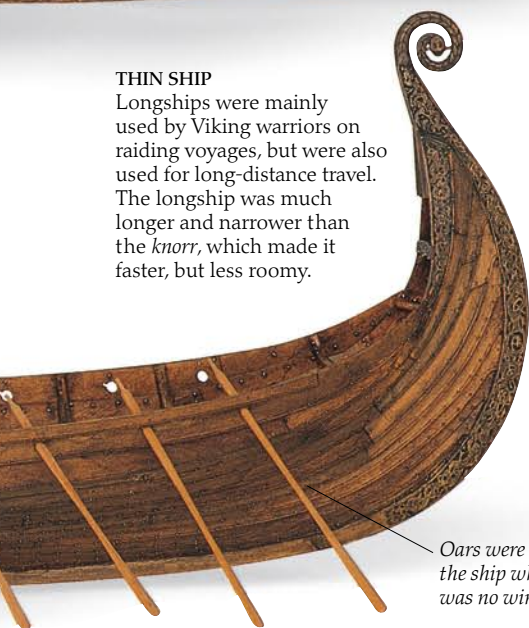 THIN SHIP
Longships were mainly
used by Viking warriors on
raiding voyages, but were also
used for long-distance travel.
The longship was much
longer and narrower than
the knorr, which made it
faster, but less roomy.
Oars were
the ship
was no